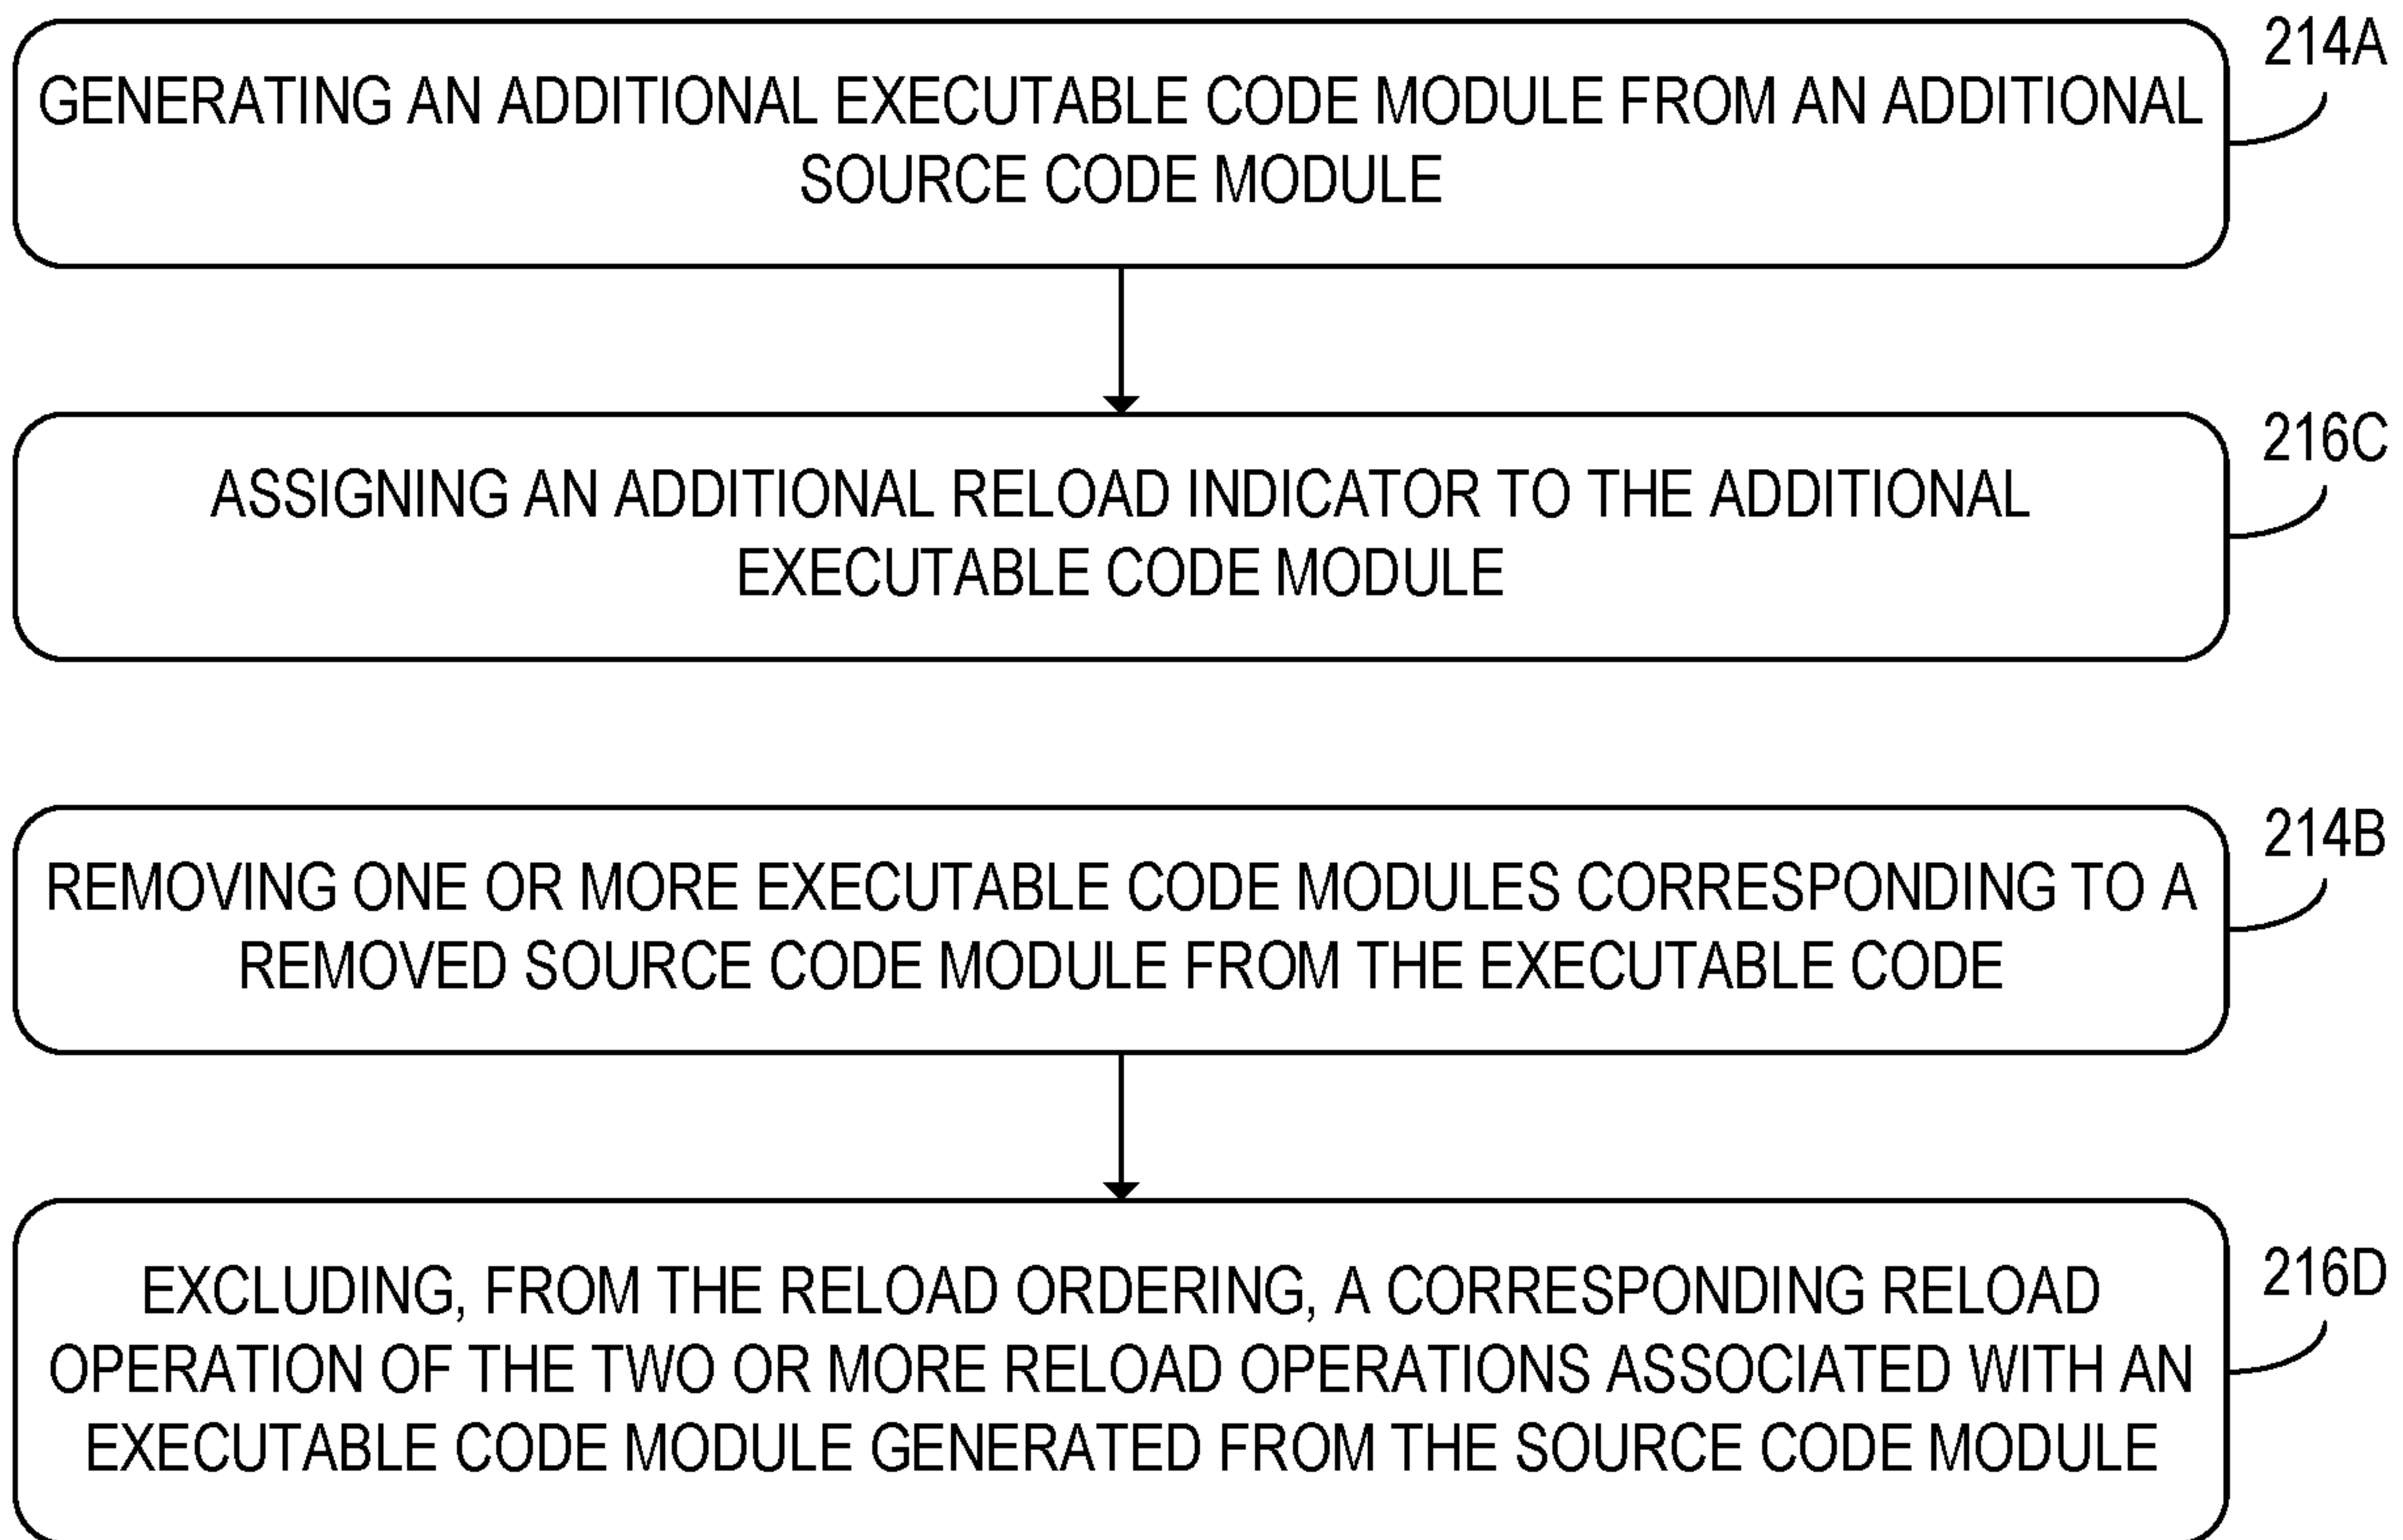 214A
GENERATING AN ADDITIONAL EXECUTABLE CODE MODULE FROM AN ADDITIONAL
SOURCE CODE MODULE
216C
ASSIGNING AN ADDITIONAL RELOAD INDICATOR TO THE ADDITIONAL
EXECUTABLE CODE MODULE
214B
REMOVING ONE OR MORE EXECUTABLE CODE MODULES CORRESPONDING TO A
REMOVED SOURCE CODE MODULE FROM THE EXECUTABLE CODE
216D
EXCLUDING, FROM THE RELOAD ORDERING, A CORRESPONDING RELOAD
OPERATION OF THE TWO OR MORE RELOAD OPERATIONS ASSOCIATED WITH AN
EXECUTABLE CODE MODULE GENERATED FROM THE SOURCE CODE MODULE